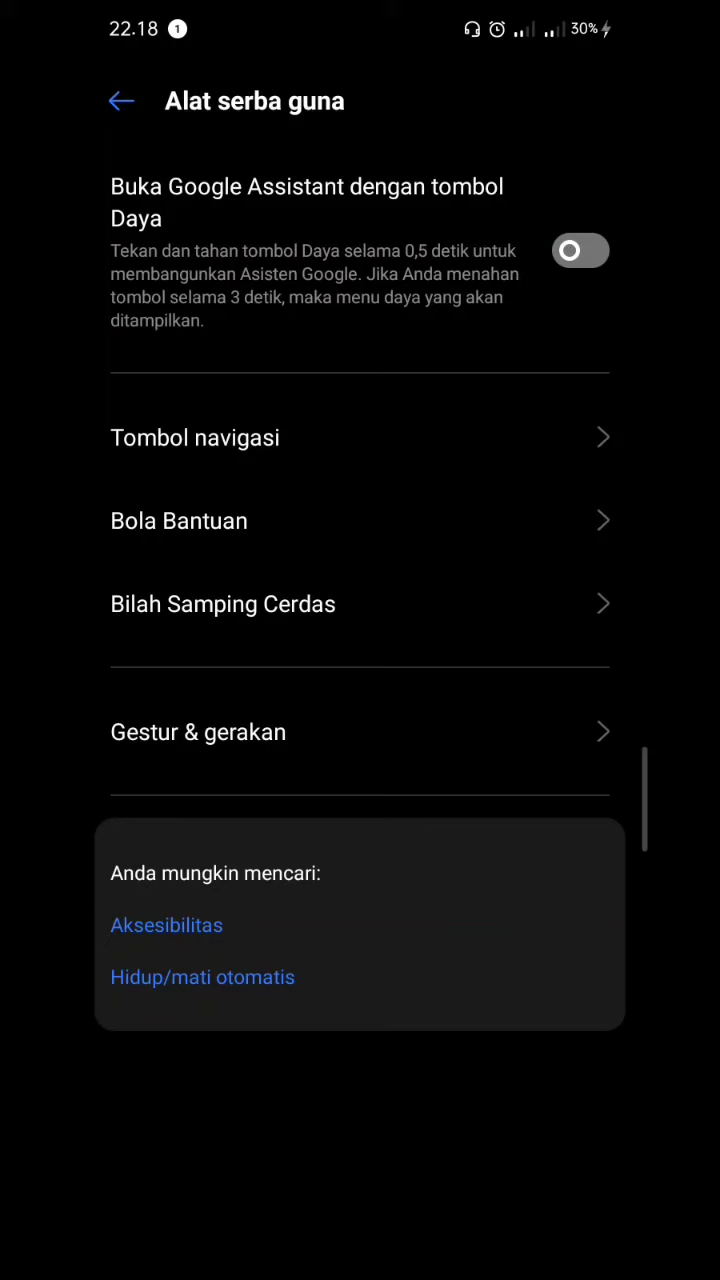 22.18 1 30%
Alat serba guna
Buka Google Assistant dengan tombol
Daya
Tekan dan tahan tombol Daya selama 0,5 detik untuk
membangunkan Asisten Google. Jika Anda menahan
tombol selama 3 detik, maka menu daya yang akan
ditampilkan.
Tombol navigasi
Bola Bantuan
Bilah Samping Cerdas
Gestur & gerakan
Anda mungkin mencari:
Aksesibilitas
Hidup/mati otomatis